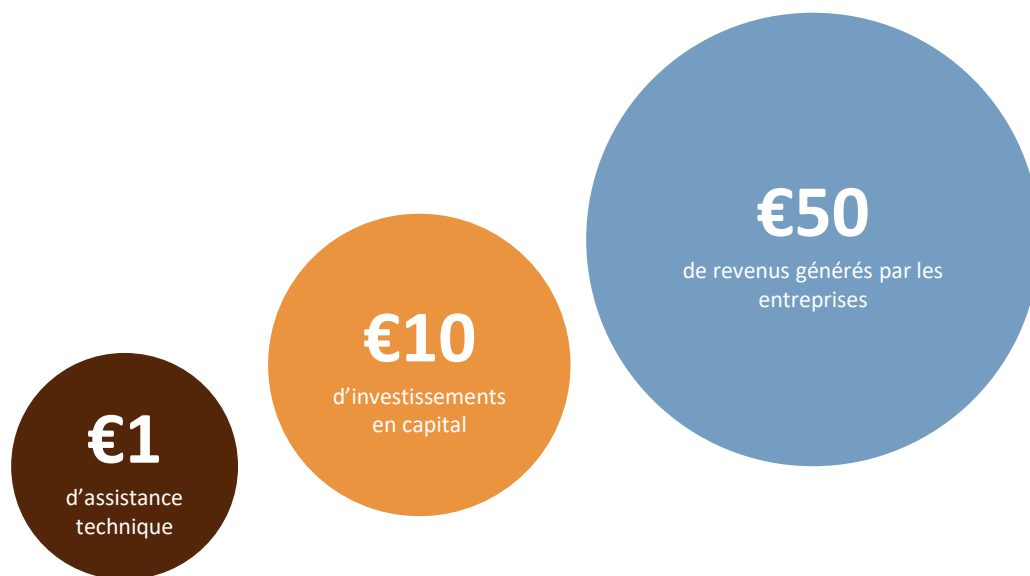 €1
d’assistance
technique
€10
d’investissements
en capital
€50
de revenus générés par les
entreprises